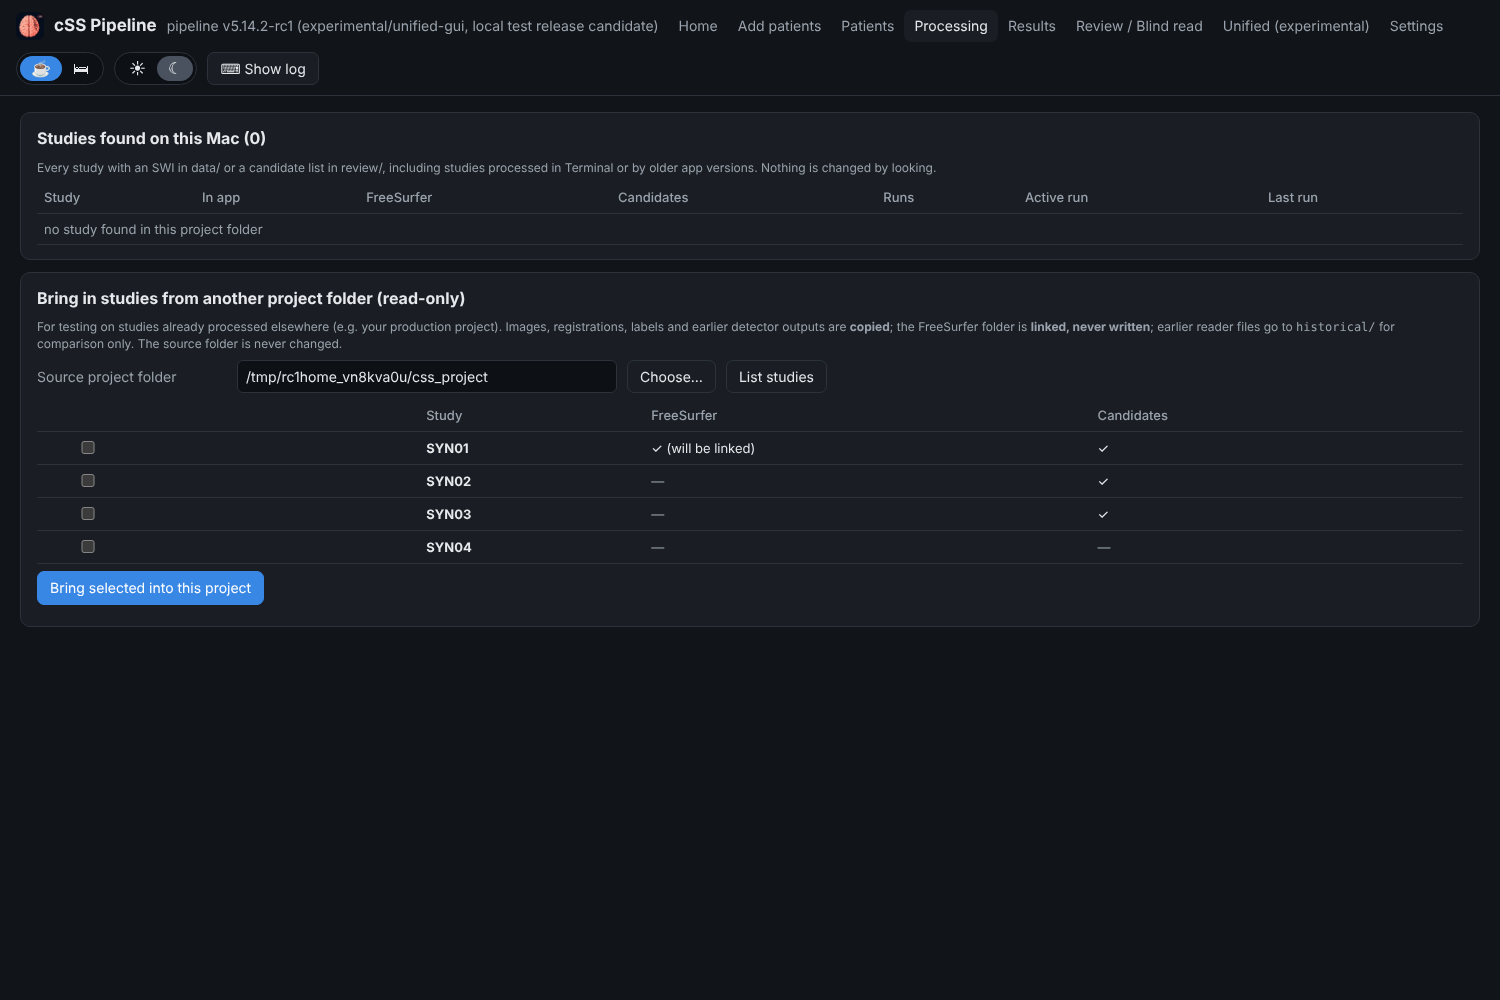 cSS Pipeline pipeline v5.14.2-rc1 (experimental/unified-gui, local test release candidate) Home Add patients Patients Processing Results Review / Blind read Unified (experimental) Settings
Show log
Studies found on this Mac (0)
Every study with an SWI in data/ or a candidate list in review/, including studies processed in Terminal or by older app versions. Nothing is changed by looking.
Study In app FreeSurfer Candidates Runs Active run Last run
no study found in this project folder
Bring in studies from another project folder (read-only)
For testing on studies already processed elsewhere (e.g. your production project). Images, registrations, labels and earlier detector outputs are copied; the FreeSurfer folder is linked, never written; earlier reader files go to historical/ for
comparison only. The source folder is never changed.
Source project folder /tmp/rc1home_vn8kva0u/css_project Choose... List studies
Study FreeSurfer Candidates
SYN01 ✓ (will be linked) ✓
SYN02 — ✓
SYN03 — ✓
SYN04 — —
Bring selected into this project